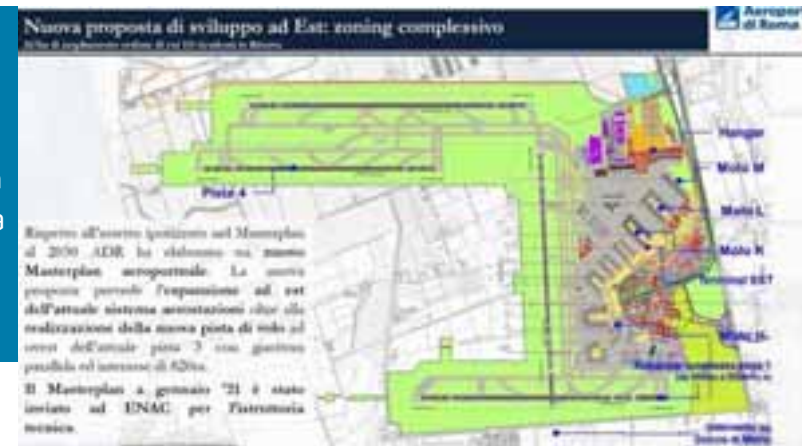 Nuova proposta di sviluppo ad Est: zoning complessivo
Aeroport
di Roma
Hangar
Molo M
Molo L
Pista 4
Molo K
Terminal EST
Rispetto all'assetto ipotizzato nel Masterplan
al 2030 ADR ha elaborato un nuovo
Masterplan aeroportuale. La nuova
proposta prevede l'espansione ad est
dell'attuale sistema aerostazioni oltre alla
realizzazione della nuova pista di volo ad
ovest dell'attuale pista 3 con giacitura
parallela ed interasse di
Il Masterplan a gennaio '21 è stato
inviato ad ENAC per l'istruttoria
tecnica.